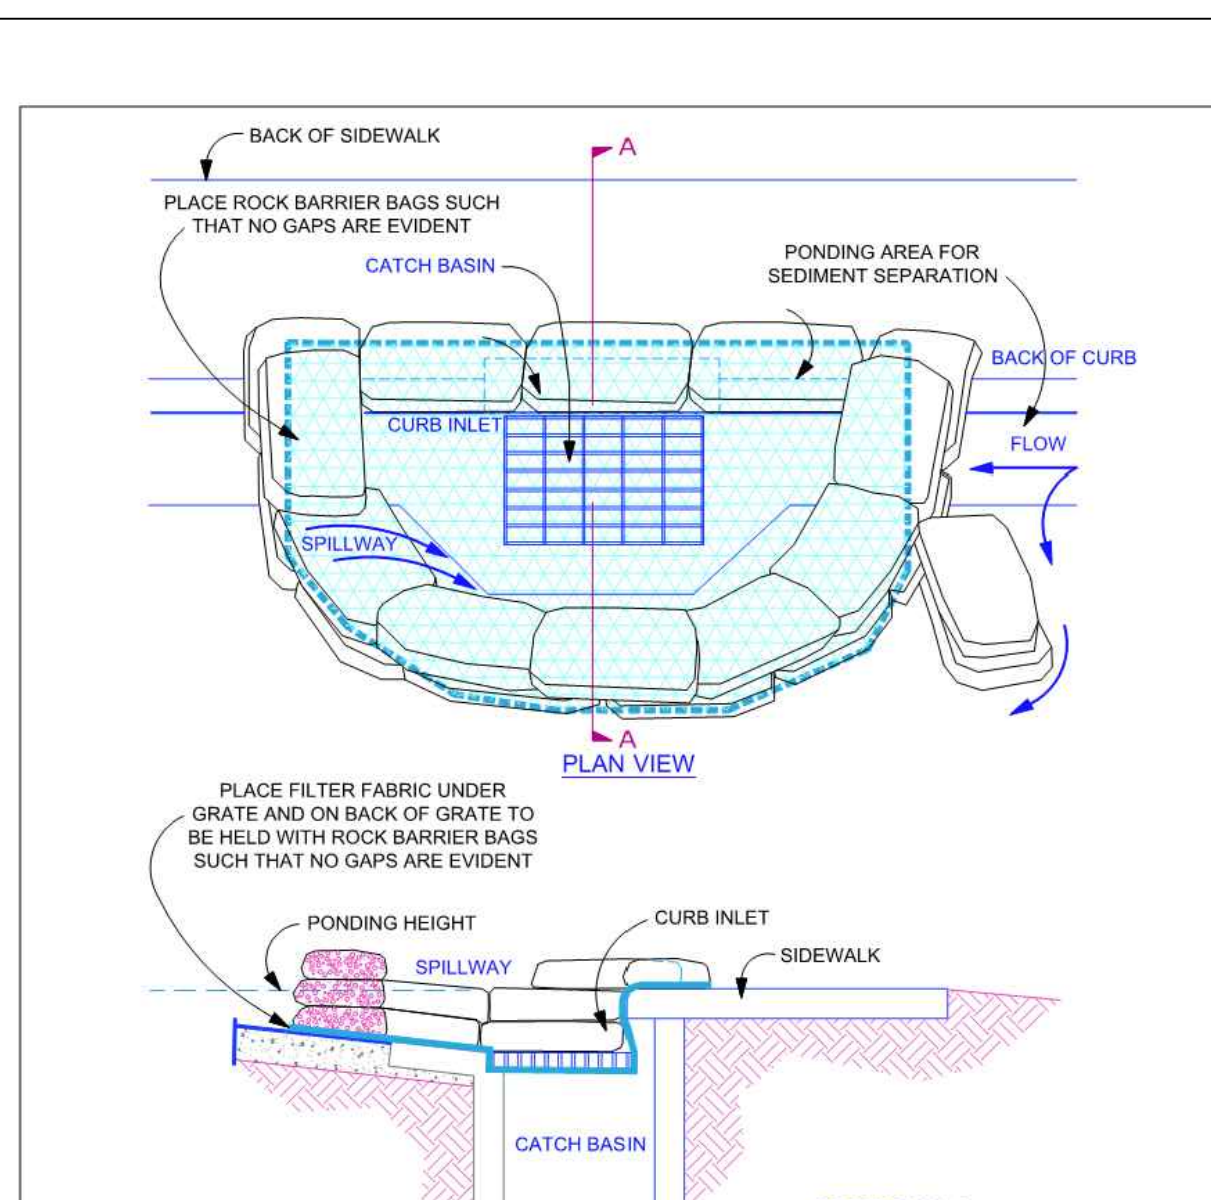 BACK OF SIDEWALK
A
PLACE ROCK BARRIER BAGS SUCH
THAT NO GAPS ARE EVIDENT
CATCH BASIN
PONDING AREA FOR
SEDIMENT SEPARATION
BACK OF CURB
CURB INLET
FLOW
SPILLWAY
A
PLAN VIEW
PLACE FILTER FABRIC UNDER
GRATE AND ON BACK OF GRATE TO
BE HELD WITH ROCK BARRIER BAGS
SUCH THAT NO GAPS ARE EVIDENT
PONDING HEIGHT
CURB INLET
SPILLWAY
SIDEWALK
CATCH BASIN